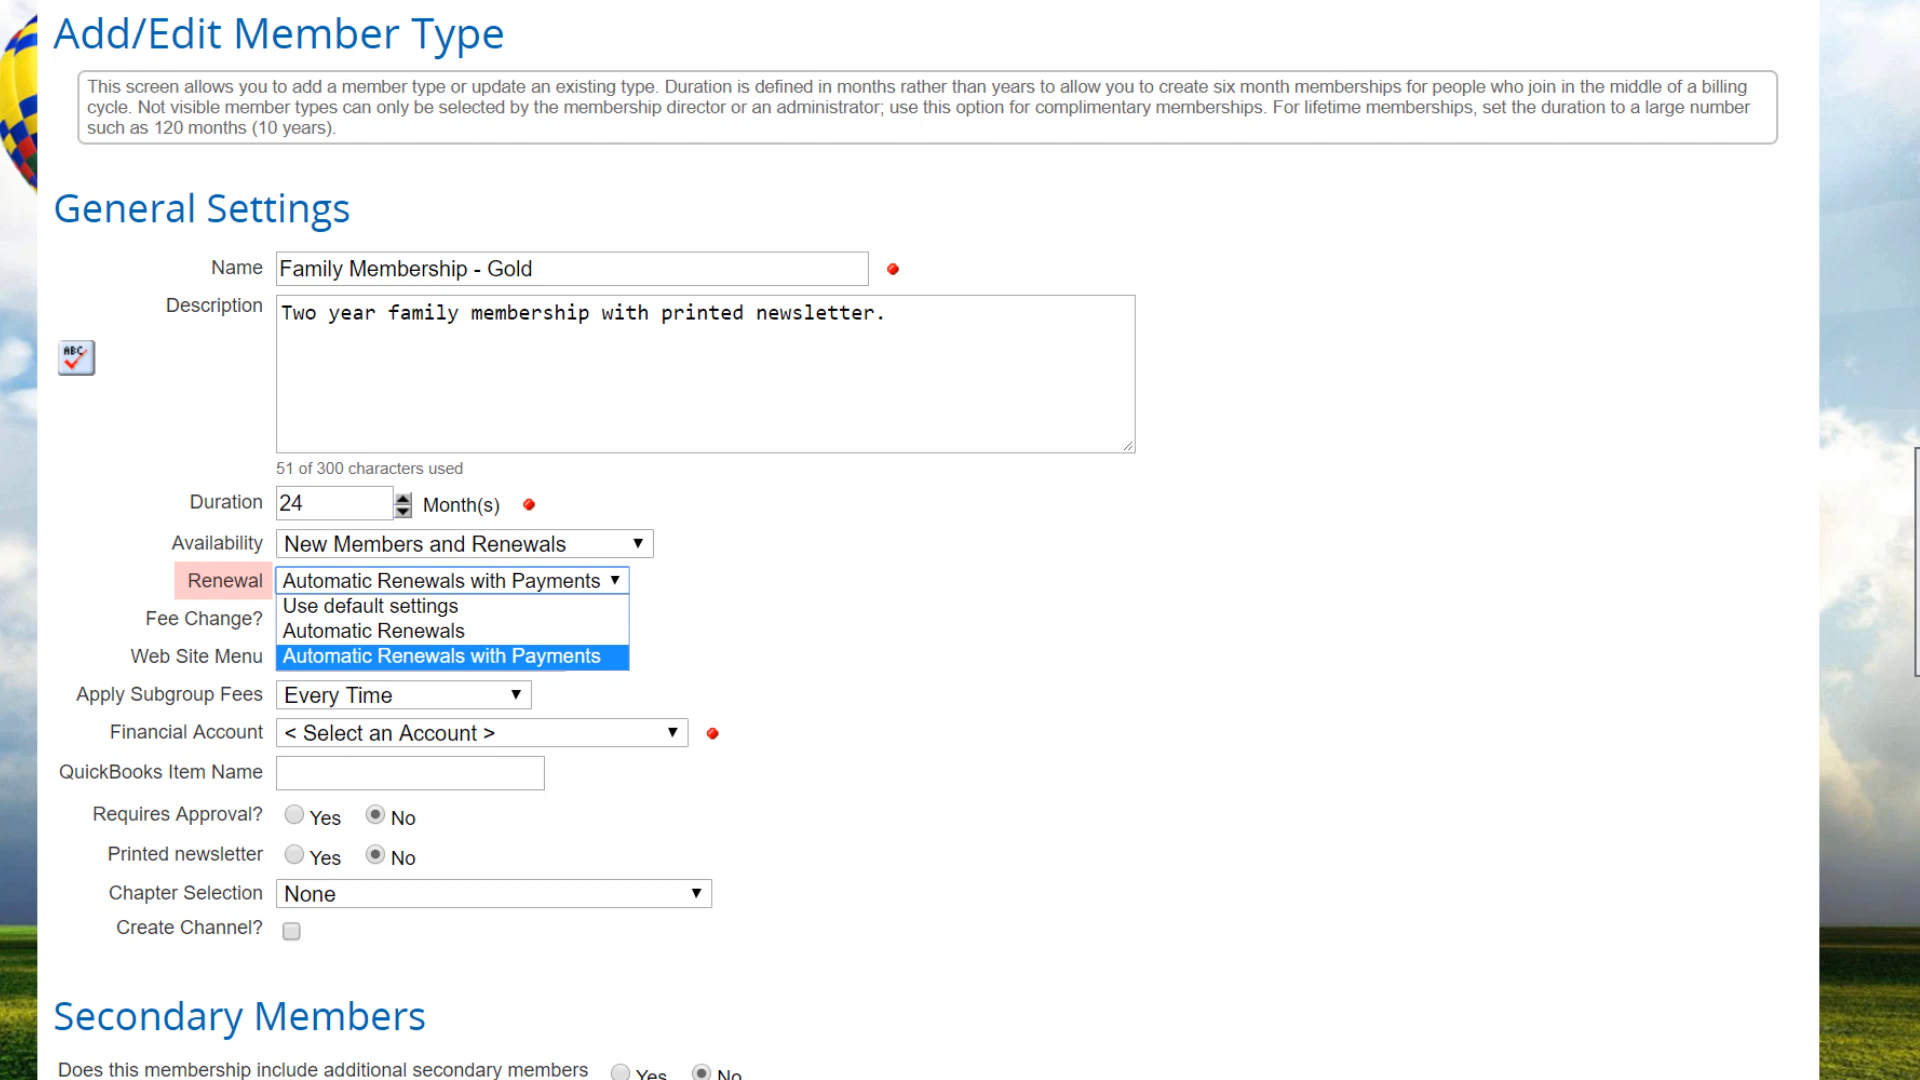 Add/Edit Member Type
This screen allows you to add a member type or update an existing type. Duration is defined in months rather than years to allow you to create six month memberships for people who join in the middle of a billing
cycle. Not visible member types can only be selected by the membership director or an administrator; use this option for complimentary memberships. For lifetime memberships, set the duration to a large number
such as 120 months (10 years).
General Settings
Name Family Membership - Gold
Description Two year family membership with printed newsletter.
ABC
51 of 300 characters used
Duration 24 Month(s)
Availability New Members and Renewals
Renewal Automatic Renewals with Payments
Use default settings
Fee Change?
Automatic Renewals
Web Site Menu Automatic Renewals with Payments
Apply Subgroup Fees Every Time
Financial Account < Select an Account >
QuickBooks Item Name
Requires Approval? Yes No
Printed newsletter Yes No
Chapter Selection None
Create Channel?
Secondary Members
Does this membership include additional secondary members Yes No